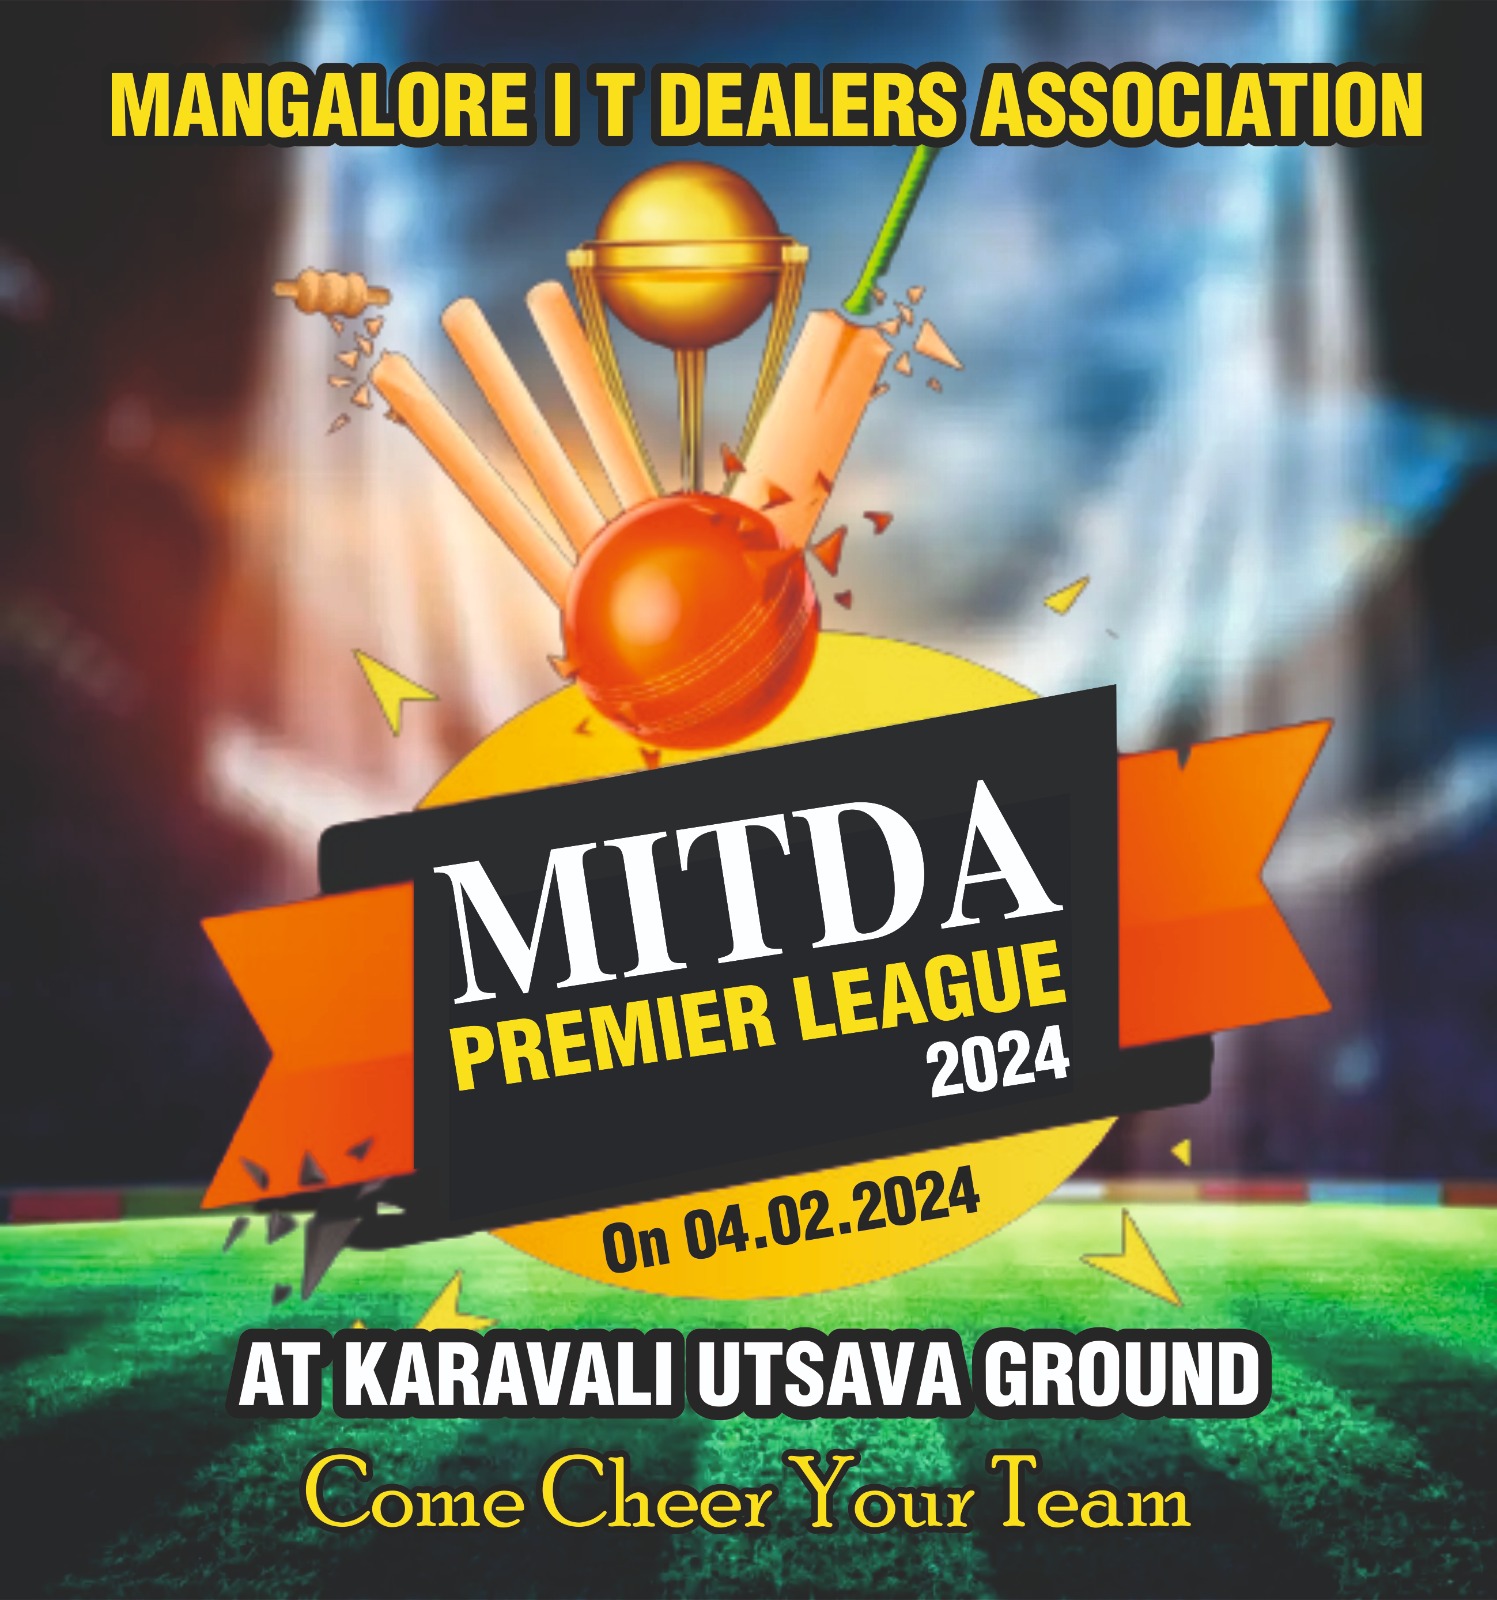 MANGALORE I T DEALERS ASSOCIATION
MITDA
PREMIER LEAGUE
2024
On 04.02.2024
AT KARAVALI UTSAVA GROUND
Come Cheer Your Team